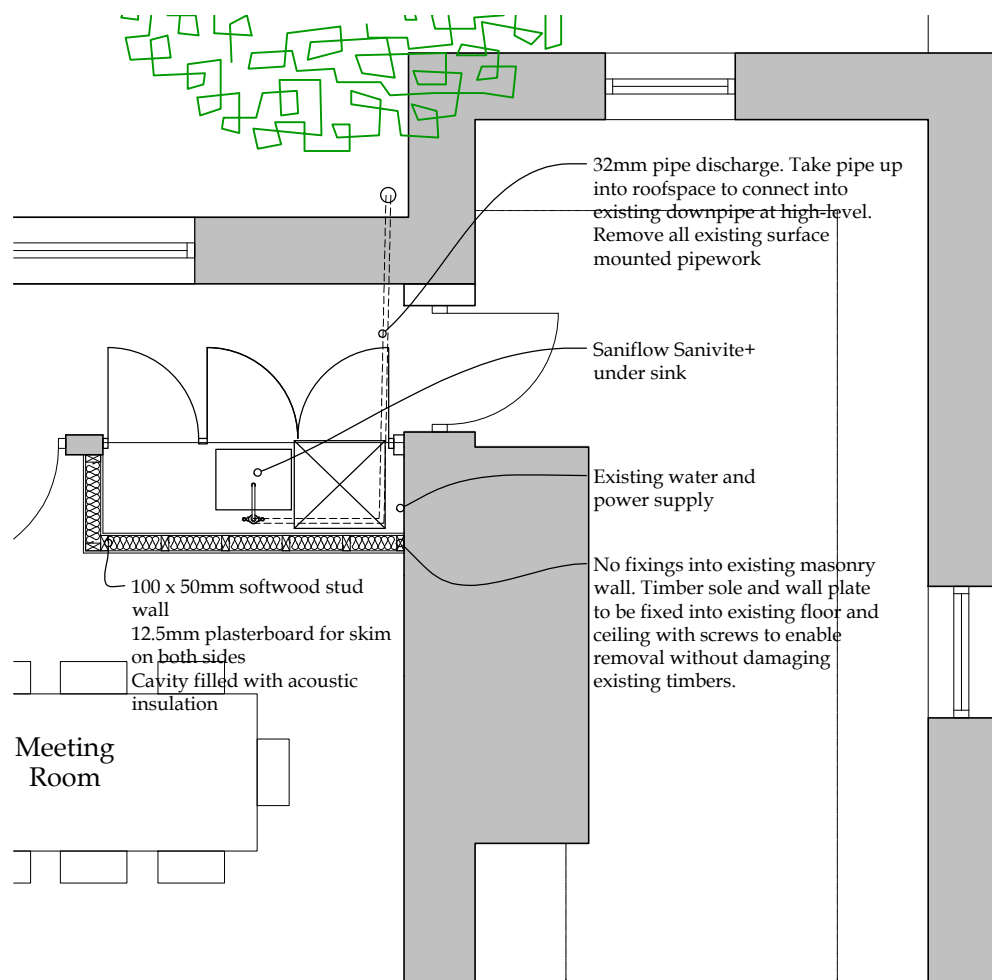 32mm pipe discharge. Take pipe up
into roofspace to connect into
existing downpipe at high-level.
Remove all existing surface
mounted pipework
Saniflow Sanivite+
under sink
Existing water and
power supply
No fixings into existing masonry
wall. Timber sole and wall plate
to be fixed into existing floor and
ceiling with screws to enable
removal without damaging
existing timbers.
100 x 50mm softwood stud
wall
12.5mm plasterboard for skim
on both sides
Cavity filled with acoustic
insulation
Meeting
Room